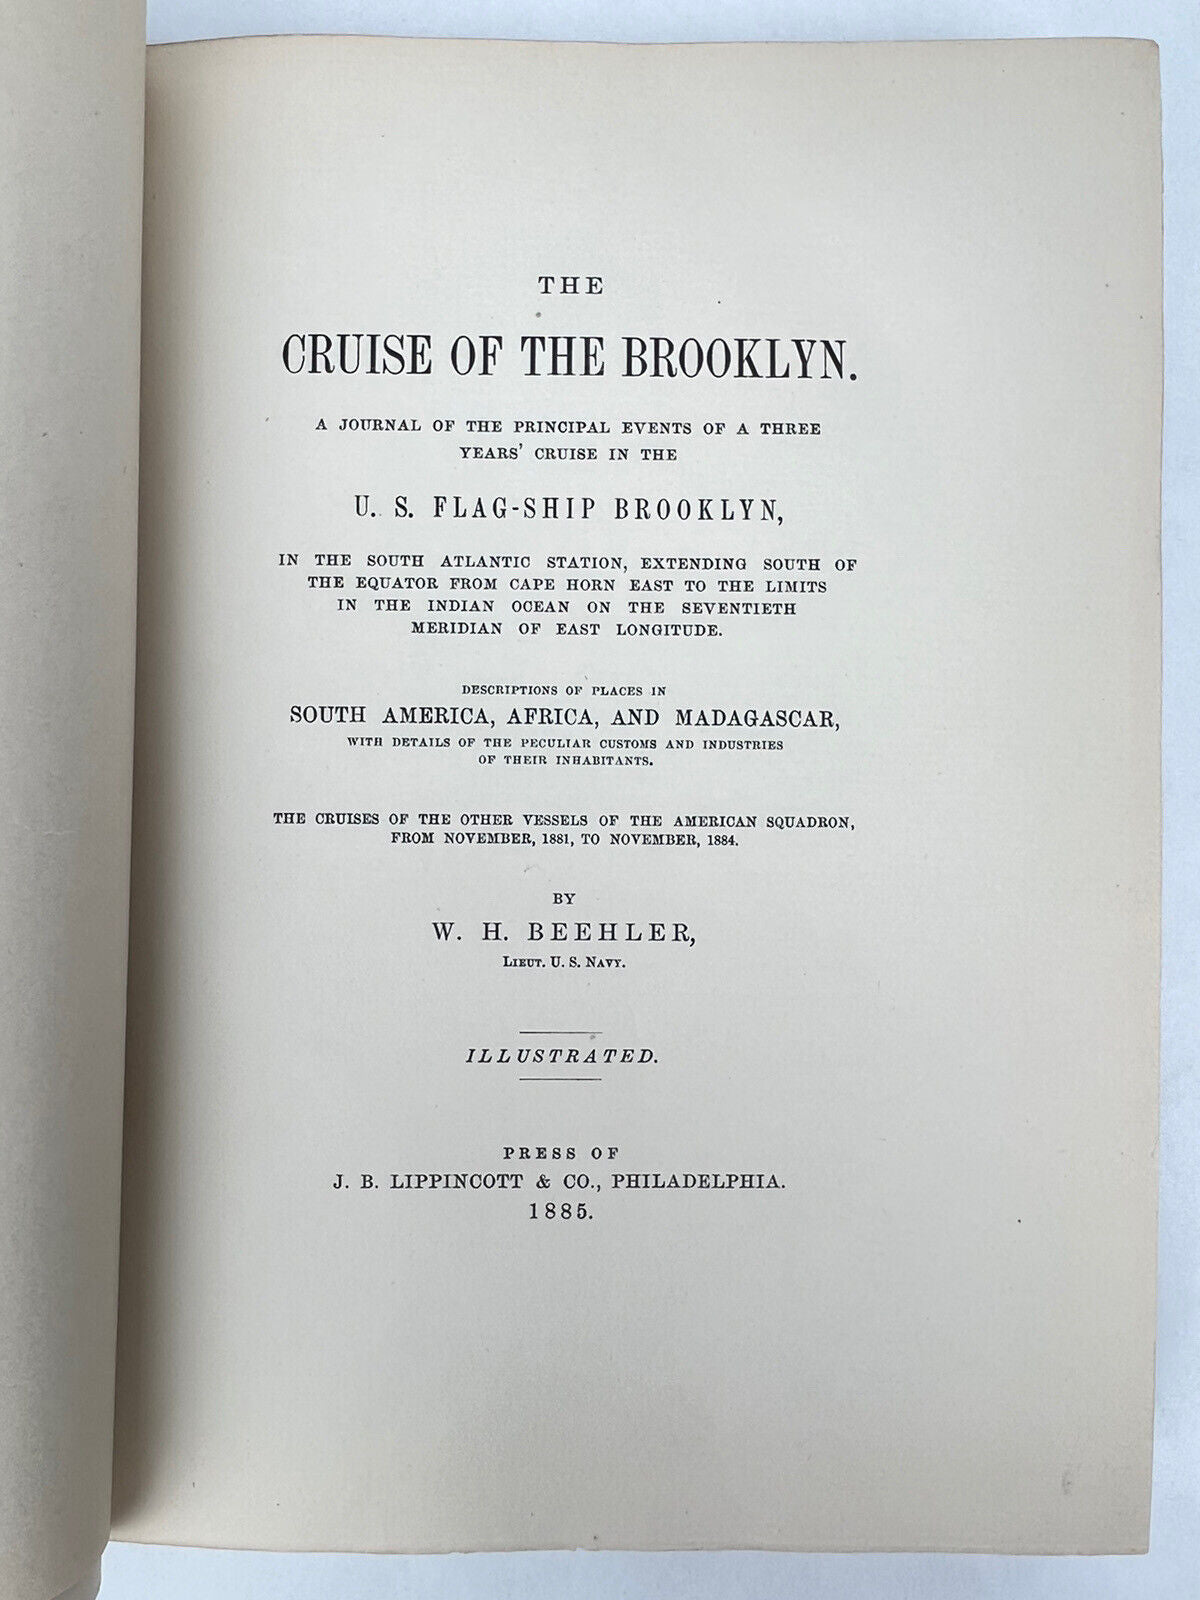 THE
CRUISE OF THE BROOKLYN.
A JOURNAL OF THE PRINCIPAL EVENTS OF A THREE
YEARS' CRUISE IN THE
U. S. FLAG-SHIP BROOKLYN,
IN THE SOUTH ATLANTIC STATION, EXTENDING SOUTH OF
THE EQUATOR FROM CAPE HORN EAST TO THE LIMITS
IN THE INDIAN OCEAN ON THE SEVENTIETH
MERIDIAN OF EAST LONGITUDE.
DESCRIPTIONS OF PLACES IN
SOUTH AMERICA, AFRICA, AND MADAGASCAR,
WITH DETAILS OF THE PECULIAR CUSTOMS AND INDUSTRIES
OF THEIR INHABITANTS.
THE CRUISES OF THE OTHER VESSELS OF THE AMERICAN SQUADRON,
FROM NOVEMBER, 1881, TO NOVEMBER, 1884.
BY
W. H. BEEHLER,
LIEUT. U. S. NAVY.
ILLUSTRATED.
PRESS OF
J. B. LIPPINCOTT & CO., PHILADELPHIA.
1885.